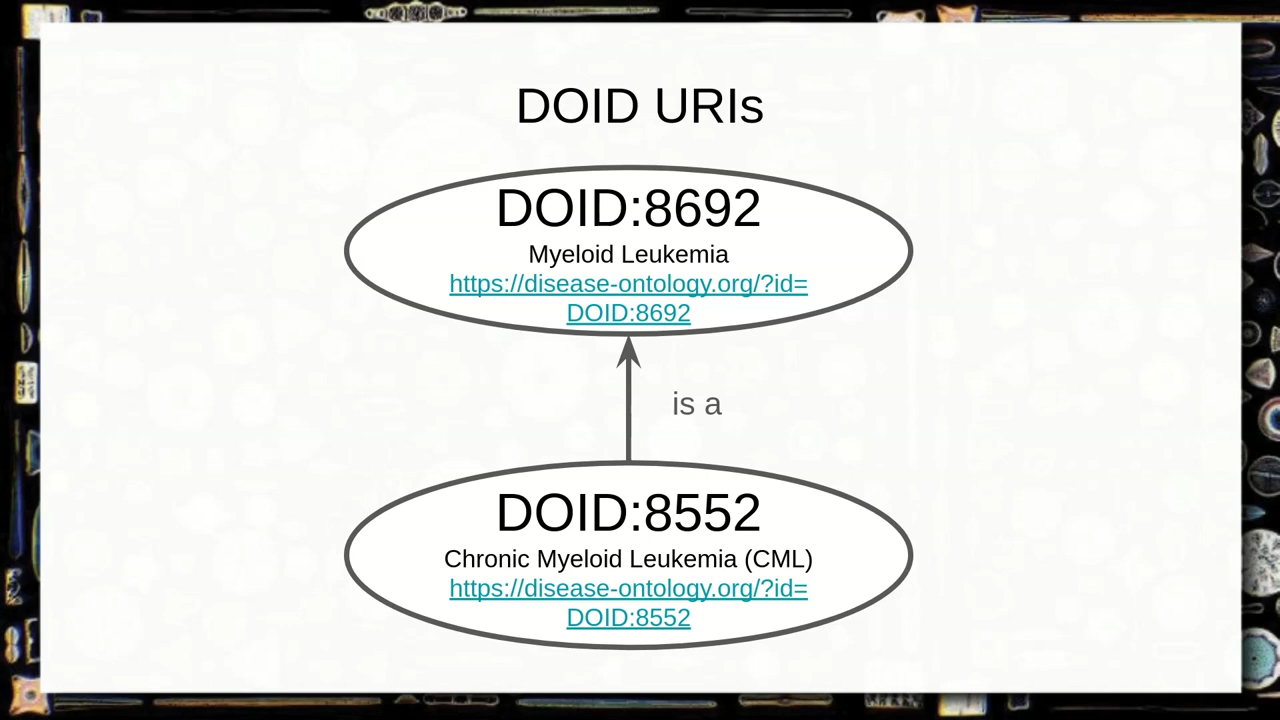 DOID URIs
DOID:8692
Myeloid Leukemia
https://disease-ontology.org/?id=
DOID:8692
is a
DOID:8552
Chronic Myeloid Leukemia (CML)
https://disease-ontology.org/?id=
DOID:8552